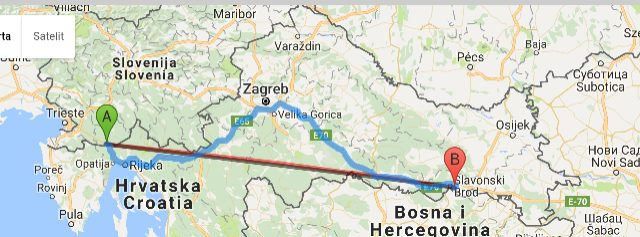 Villach
Maribor
rta
Satelit
Varaždin
Slovenija
Slovenia
Pécs
Baja
Суботица
Subotica
Zagreb
Trieste
A
E65
Velika Gorica
E70
Osijek
Нови Сад
Novi Sad
Poreč
Opatija
Rijeka
B
Rovinj
Hrvatska
Croatia
E70
Slavonski
Brod
E-70
Pula
Bosna i
Hercegovina
Шабац
Šabac